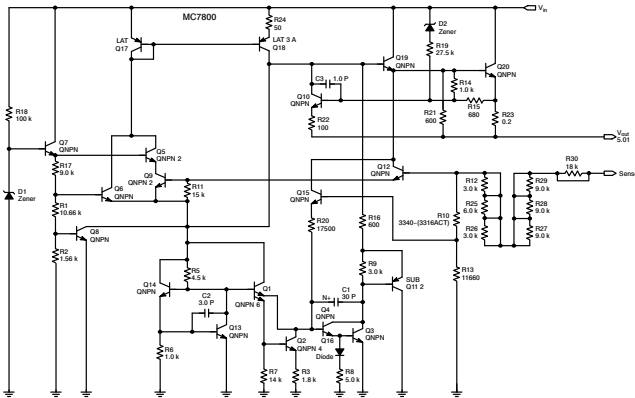 MC7800
Vin
R24
50
D2
Zener
LAT
Q17
LAT 3 A
Q18
Q19
QNPN
R19
27.5 k
Q20
QNPN
R18
100 k
C3
1.0 P
R14
1.0 k
Q10
QNPN
R15
680
R21
600
R23
0.2
R22
100
Vout
5.01
Q7
QNPN
Q5
QNPN 2
R17
9.0 k
Q9
QNPN 2
Q12
QNPN
R30
18 k
Sense
D1
Zener
Q6
QNPN
R11
15 k
Q15
QNPN
R12
3.0 k
R29
9.0 k
R1
10.66 k
R25
6.0 k
R28
9.0 k
R10
3340-(3316ACT)
R20
17500
R16
600
R26
3.0 k
R27
9.0 k
Q8
QNPN
R2
1.56 k
R5
4.5 k
R9
3.0 k
R13
11660
Q14
QNPN
Q1
QNPN 6
SUB
Q11 2
C2
3.0 P
C1
30 P
N+
Q4
QNPN
Q13
QNPN
Q2
QNPN 4
Q16
Q3
QNPN
Diode
R6
1.0 k
R7
14 k
R3
1.8 k
R8
5.0 k